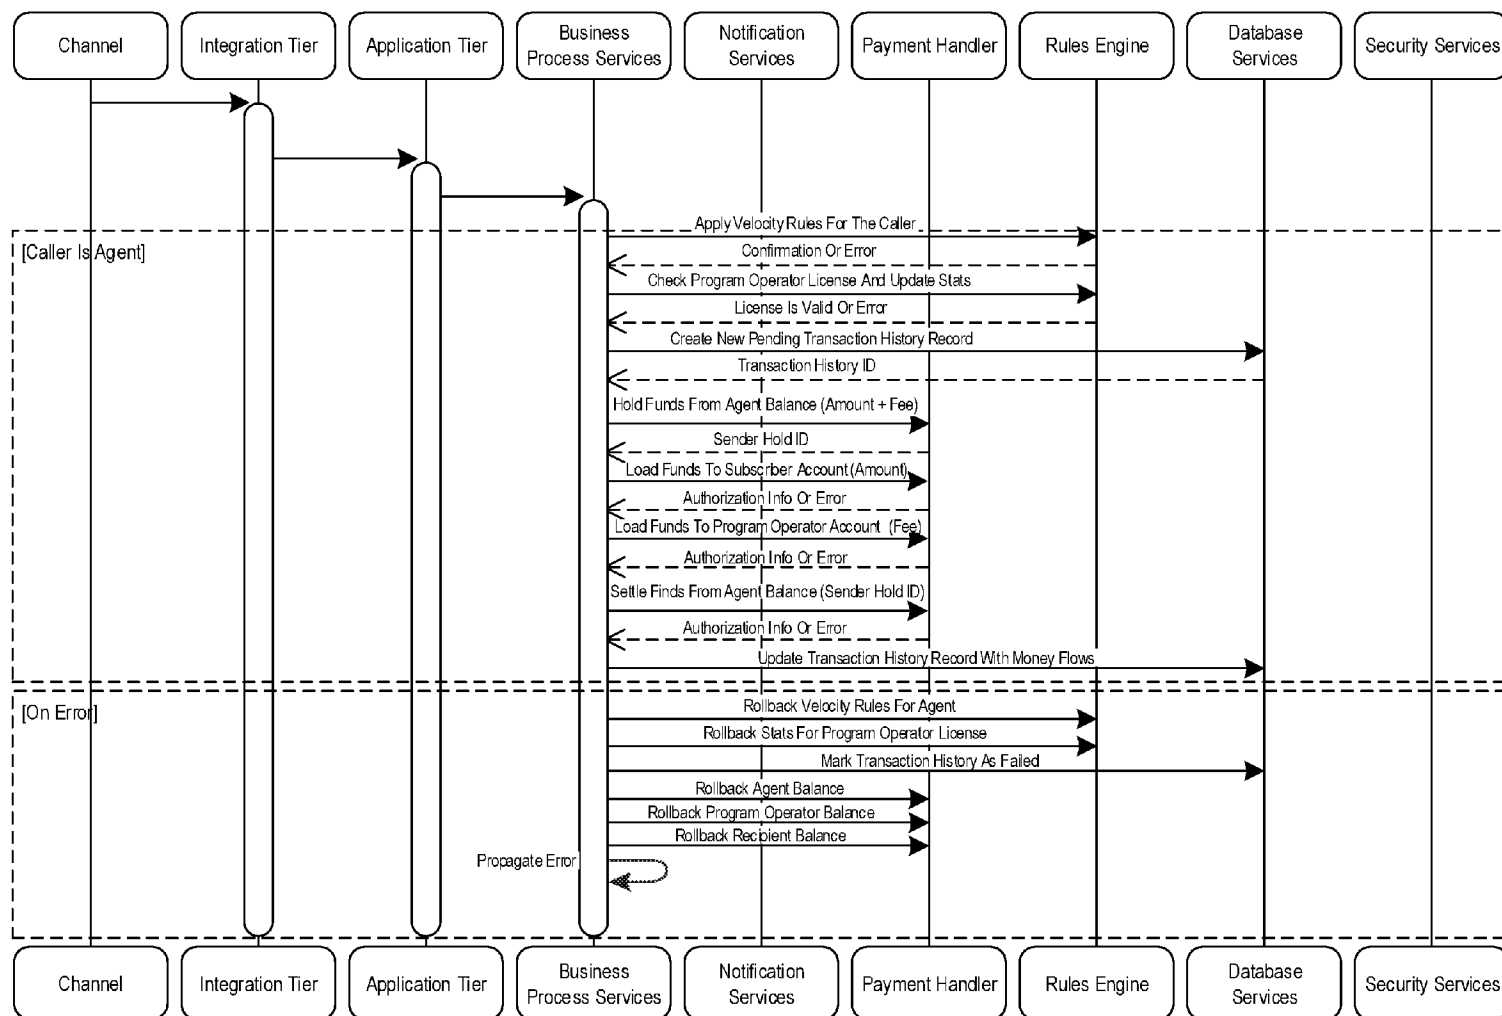 Channel
Integration Tier
Application Tier
Business
Process Services
Notification
Services
Payment Handler
Rules Engine
Database
Services
Security Services
Apply Velocity Rules For The Caller
[Caller Is Agent]
Confirmation Or Error
Check Program Operator License And Update Stats
License Is Valid Or Error
Create New Pending Transaction History Record
Transaction History ID
Hold Funds From Agent Balance (Amount + Fee)
Sender Hold ID
Load Funds To Subscriber Account (Amount)
Authorization Info Or Error
Load Funds To Program Operator Account (Fee)
Authorization Info Or Error
Settle Finds From Agent Balance (Sender Hold ID)
Authorization Info Or Error
Update Transaction History Record With Money Flows
[On Error]
Rollback Velocity Rules For Agent
Rollback Stats For Program Operator License
Mark Transaction History As Failed
Rollback Agent Balance
Rollback Program Operator Balance
Rollback Recipient Balance
Propagate Error
Channel
Integration Tier
Application Tier
Business
Process Services
Notification
Services
Payment Handler
Rules Engine
Database
Services
Security Services